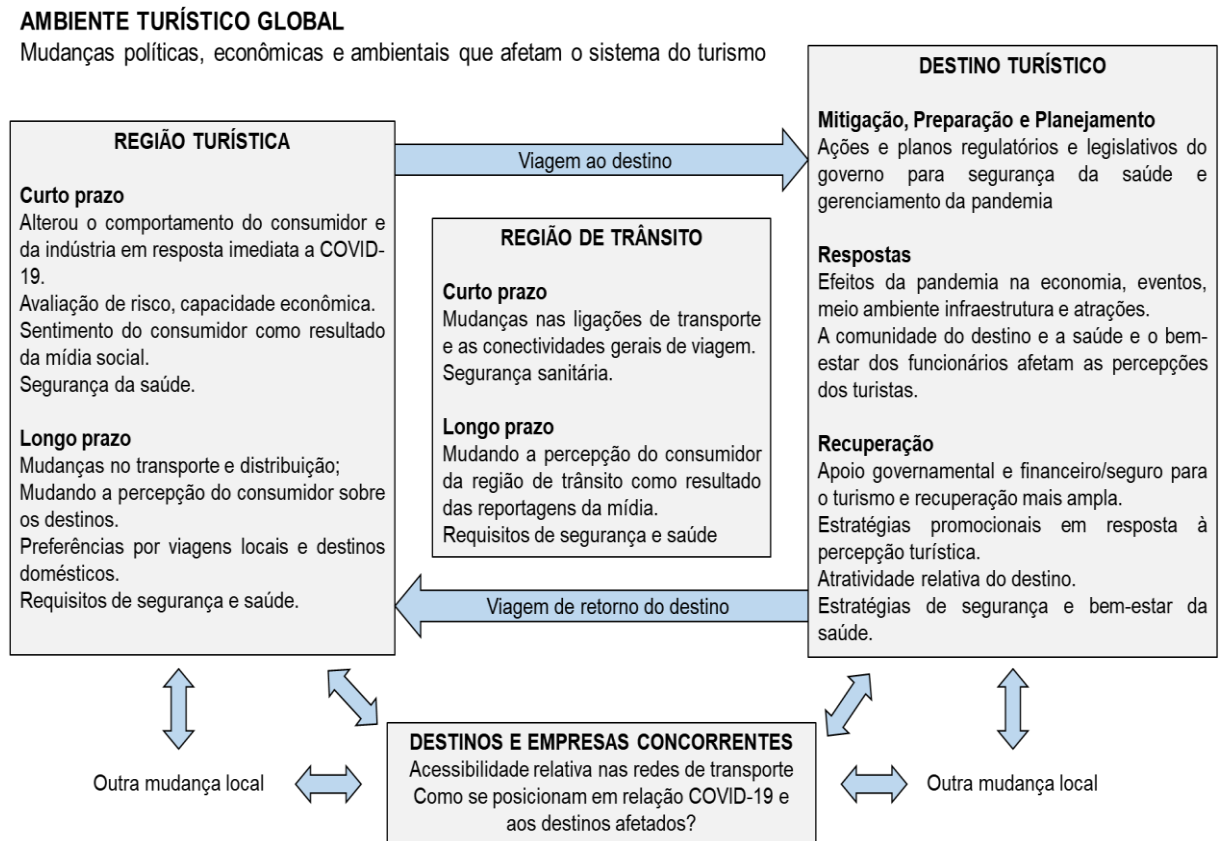 AMBIENTE TURÍSTICO GLOBAL
Mudanças políticas, econômicas e ambientais que afetam o sistema do turismo
REGIÃO TURÍSTICA
Curto prazo
Alterou o comportamento do consumidor e
da indústria em resposta imediata a COVID-
19.
Avaliação de risco, capacidade econômica.
Sentimento do consumidor como resultado
da mídia social.
Segurança da saúde.
Longo prazo
Mudanças no transporte e distribuição;
Mudando a percepção do consumidor sobre
os destinos.
Preferências por viagens locais e destinos
domésticos.
Requisitos de segurança e saúde.
Viagem ao destino
REGIÃO DE TRÂNSITO
Curto prazo
Mudanças nas ligações de transporte
e as conectividades gerais de viagem.
Segurança sanitária.
Longo prazo
Mudando a percepção do consumidor
da região de trânsito como resultado
das reportagens da mídia.
Requisitos de segurança e saúde
Viagem de retorno do destino
DESTINO TURÍSTICO
Mitigação, Preparação e Planejamento
Ações e planos regulatórios e legislativos do
governo para segurança da saúde e
gerenciamento da pandemia
Respostas
Efeitos da pandemia na economia, eventos,
meio ambiente infraestrutura e atrações.
A comunidade do destino e a saúde e o bem-
estar dos funcionários afetam as percepções
dos turistas.
Recuperação
Apoio governamental e financeiro/seguro para
o turismo e recuperação mais ampla.
Estratégias promocionais em resposta à
percepção turística.
Atratividade relativa do destino.
Estratégias de segurança e bem-estar da
saúde.
Outra mudança local
DESTINOS E EMPRESAS CONCORRENTES
Acessibilidade relativa nas redes de transporte
Como se posicionam em relação COVID-19 e
aos destinos afetados?
Outra mudança local